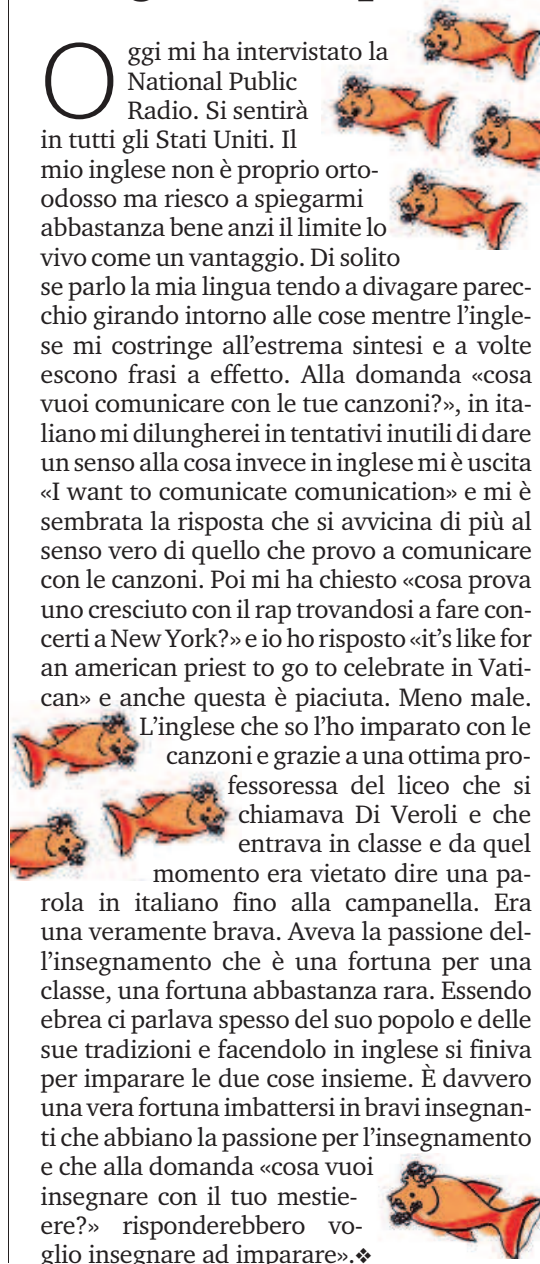 Oggi mi ha intervistato la
National Public
Radio. Si sentirà
in tutti gli Stati Uniti. Il
mio inglese non è proprio orto-
odosso ma riesco a spiegarmi
abbastanza bene anzi il limite lo
vivo come un vantaggio. Di solito
se parlo la mia lingua tendo a divagare parec-
chio girando intorno alle cose mentre l'ingle-
se mi costringe all'estrema sintesi e a volte
escono frasi a effetto. Alla domanda «cosa
vuoi comunicare con le tue canzoni?», in ita-
liano mi dilungherei in tentativi inutili di dare
un senso alla cosa invece in inglese mi è uscita
«I want to comunicate comunication» e mi è
sembrata la risposta che si avvicina di più al
senso vero di quello che provo a comunicare
con le canzoni. Poi mi ha chiesto «cosa prova
uno cresciuto con il rap trovandosi a fare con-
certi a New York?» e io ho risposto «it's like for
an american priest to go to celebrate in Vati-
can» e anche questa è piaciuta. Meno male.
L'inglese che so l'ho imparato con le
canzoni e grazie a una ottima pro-
fessoressa del liceo che si
chiamava Di Veroli e che
entrava in classe e da quel
momento era vietato dire una pa-
rola in italiano fino alla campanella. Era
una veramente brava. Aveva la passione del-
l'insegnamento che è una fortuna per una
classe, una fortuna abbastanza rara. Essendo
ebrea ci parlava spesso del suo popolo e delle
sue tradizioni e facendolo in inglese si finiva
per imparare le due cose insieme. È davvero
una vera fortuna imbattersi in bravi insegnan-
ti che abbiano la passione per l'insegnamento
e che alla domanda «cosa vuoi
insegnare con il tuo mestie-
ere?» risponderebbero vo-
glio insegnare ad imparare».❖